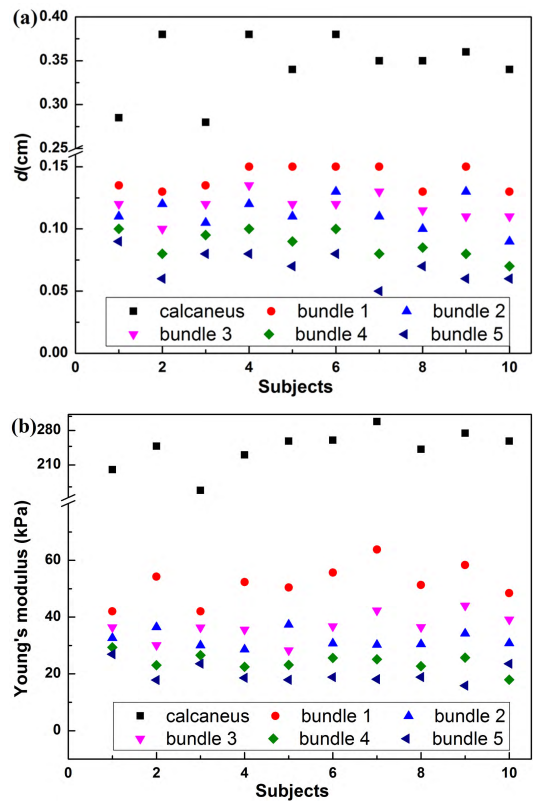 (a)
0.40
0.35
0.30
0.25
0.15
0.10
0.05
0.00
d(cm)
calcaneus bundle 1 bundle 2
bundle 3 bundle 4 bundle 5
0 2 4 6 8 10
Subjects
(b)
280
210
60
40
20
0
Young's modulus (kPa)
calcaneus bundle 1 bundle 2
bundle 3 bundle 4 bundle 5
0 2 4 6 8 10
Subjects